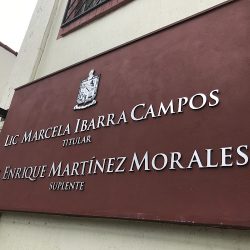 LIC MARCELA IBARRA CAMPOS
TITULAR
ENRIQUE MARTÍNEZ MORALES
SUPLENTE